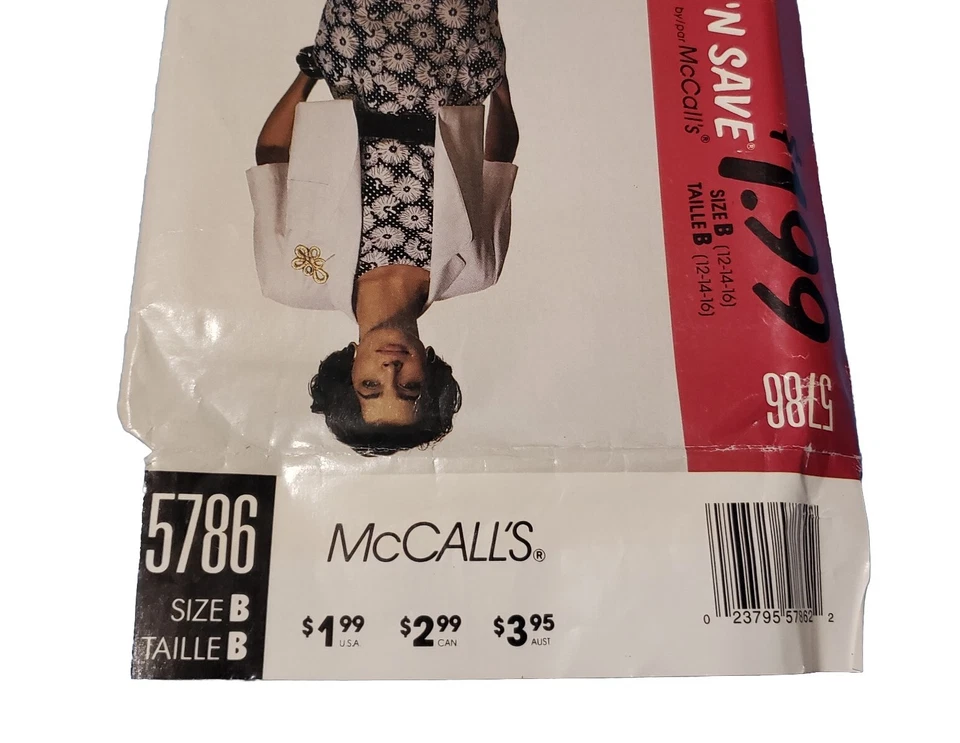 'N SAVE®
by/par McCall's®
$1.99
SIZE B (12-14-16)
TAILLE B (12-14-16)
5786
5786
SIZE B
TAILLE B
McCALL'S®
$1.99 U.S.A.
$2.99 CAN
$3.95 AUST
0 23795 57862 2